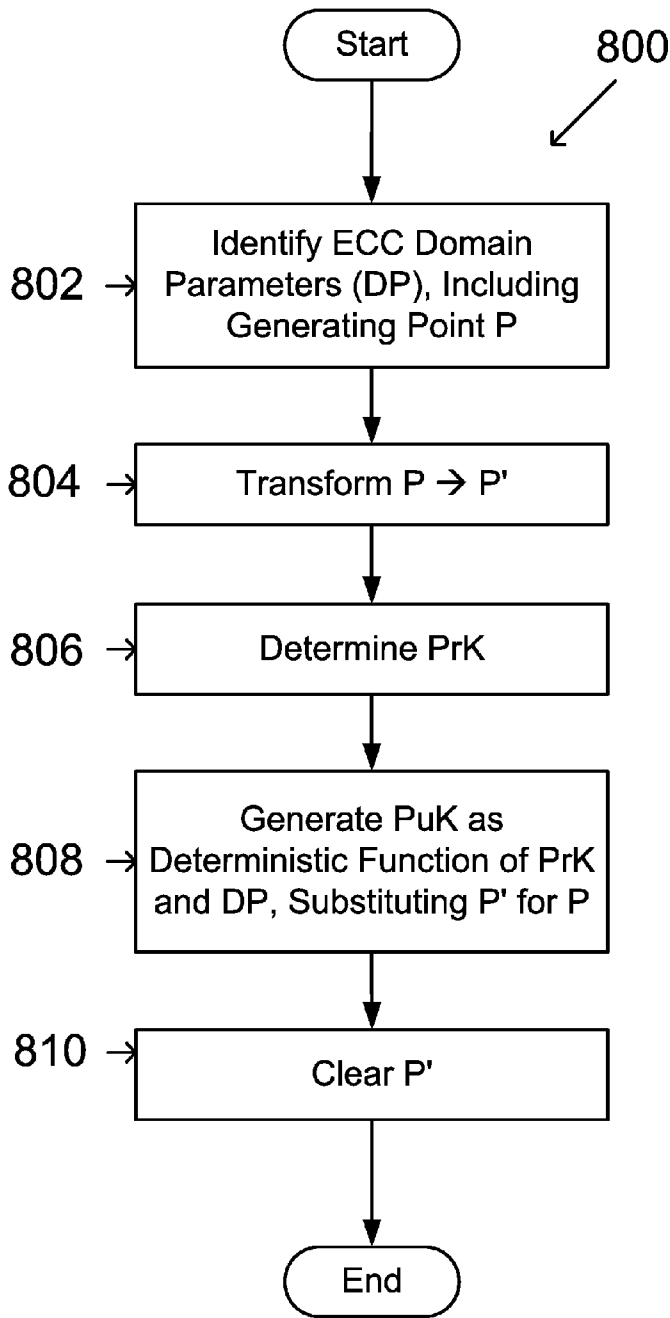 Start
800
802
Identify ECC Domain
Parameters (DP), Including
Generating Point P
804
Transform P → P'
806
Determine PrK
808
Generate PuK as
Deterministic Function of PrK
and DP, Substituting P' for P
810
Clear P'
End